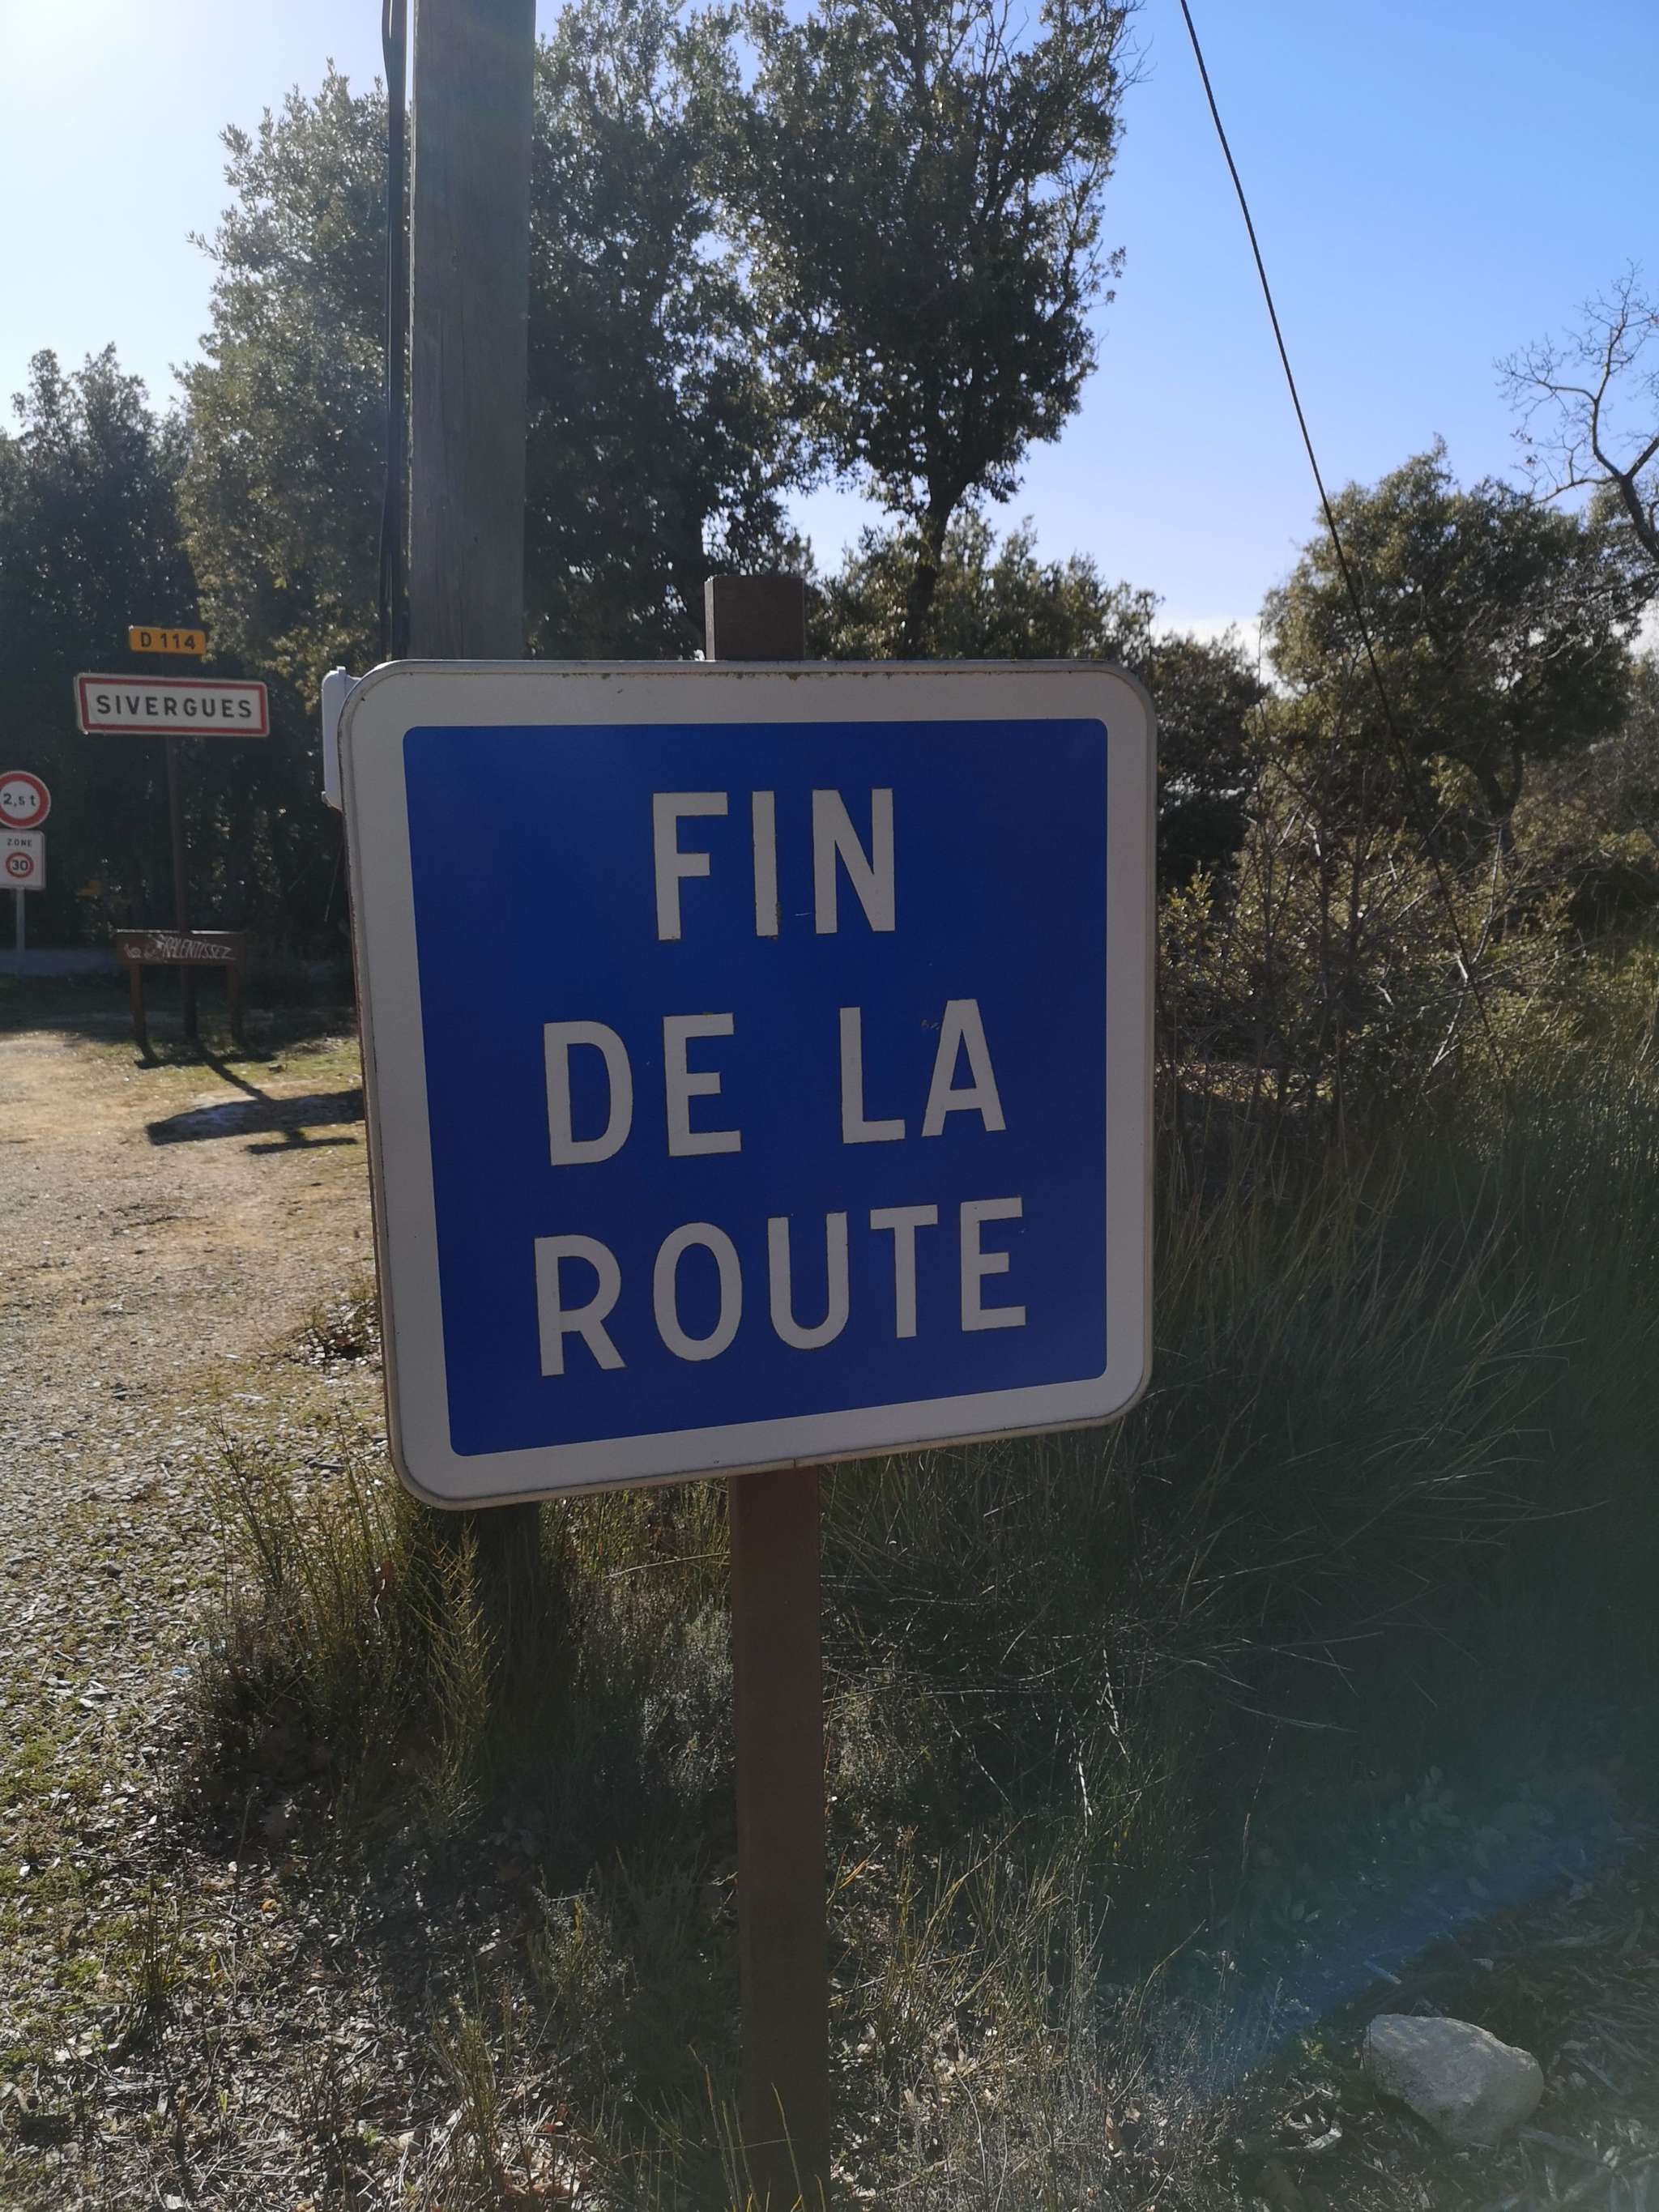 D 114
SIVERGUES
2,5 t
ZONE
30
RALENTISSEZ
FIN
DE LA
ROUTE